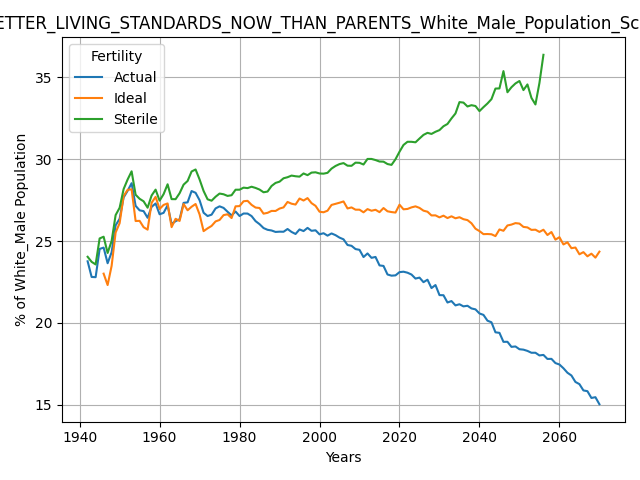 ETTER_LIVING_STANDARDS_NOW_THAN_PARENTS_White_Male_Population_Sc
Fertility
Actual
Ideal
Sterile
% of White_Male Population
35
30
25
20
15
1940
1960
1980
2000
2020
2040
2060
Years